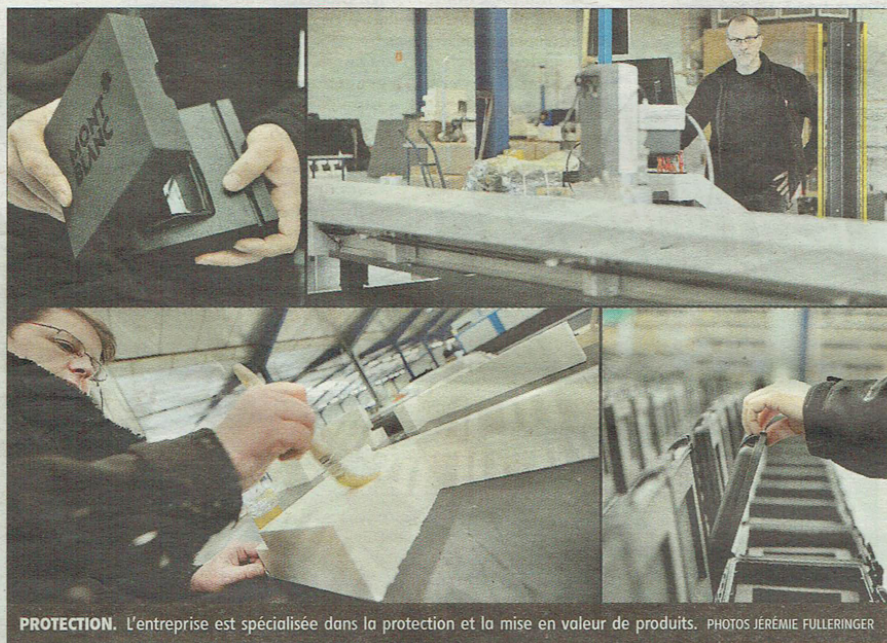 MONT
BLANC
PROTECTION. L'entreprise est spécialisée dans la protection et la mise en valeur de produits. PHOTOS JÉRÉMIE FULLERINGER